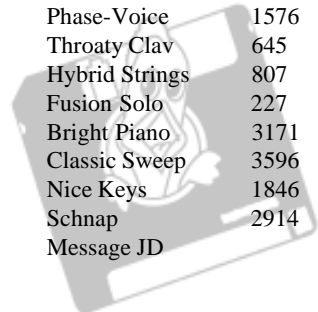 Phase-Voice 1576
Throaty Clav 645
Hybrid Strings 807
Fusion Solo 227
Bright Piano 3171
Classic Sweep 3596
Nice Keys 1846
Schnap 2914
Message JD